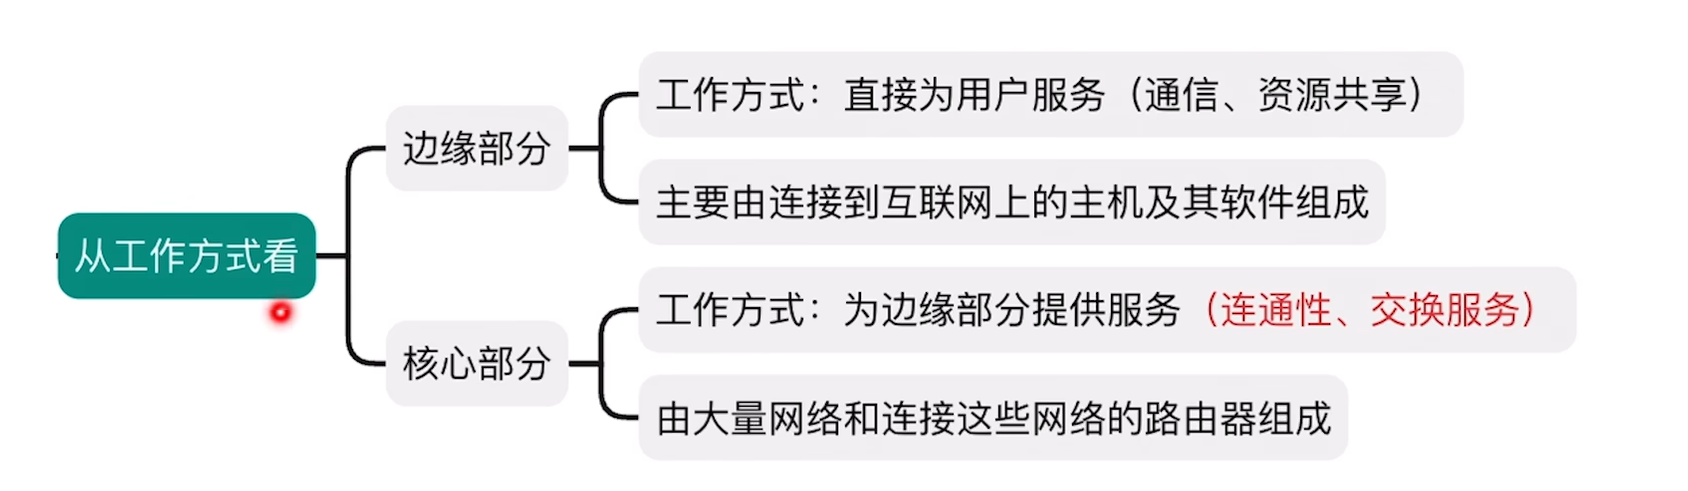 从工作方式看
边缘部分
工作方式：直接为用户服务（通信、资源共享）
主要由连接到互联网上的主机及其软件组成
核心部分
工作方式：为边缘部分提供服务（连通性、交换服务）
由大量网络和连接这些网络的路由器组成